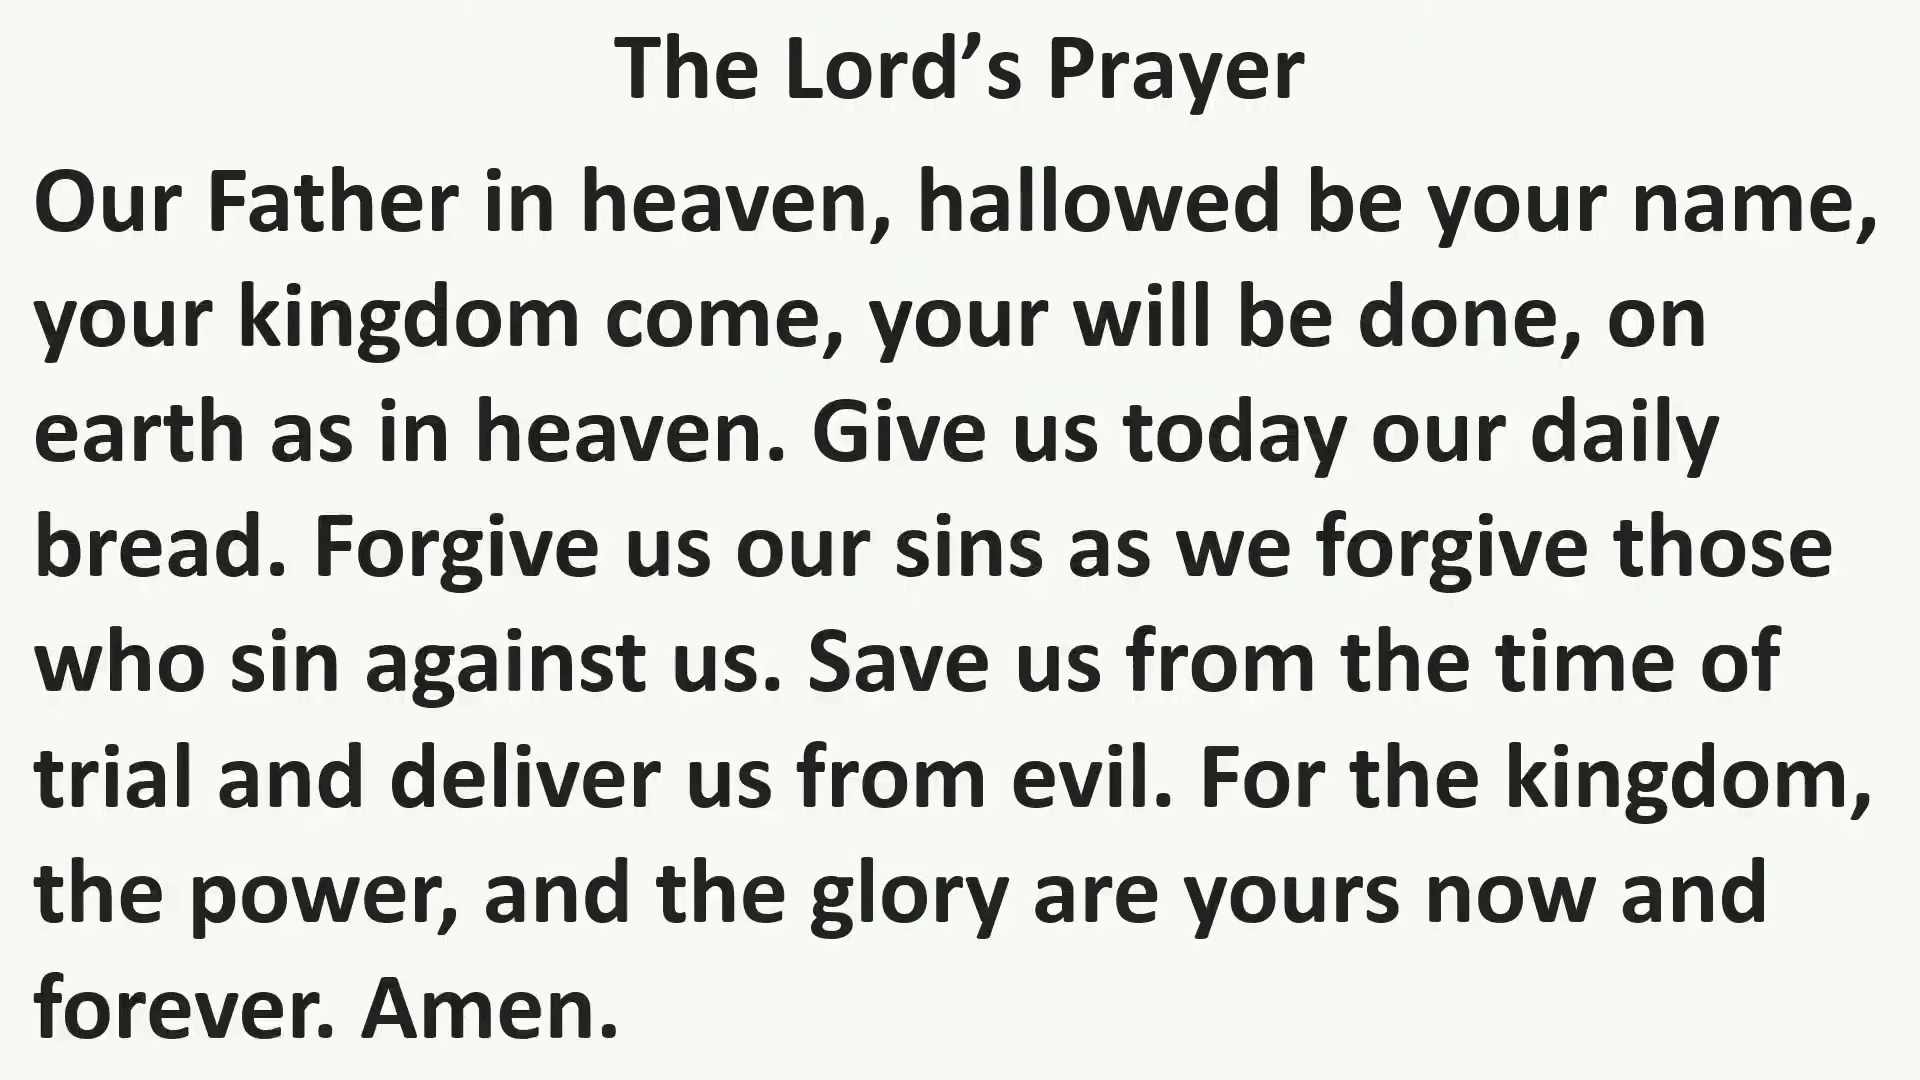 The Lord’s Prayer
Our Father in heaven, hallowed be your name,
your kingdom come, your will be done, on
earth as in heaven. Give us today our daily
bread. Forgive us our sins as we forgive those
who sin against us. Save us from the time of
trial and deliver us from evil. For the kingdom,
the power, and the glory are yours now and
forever. Amen.